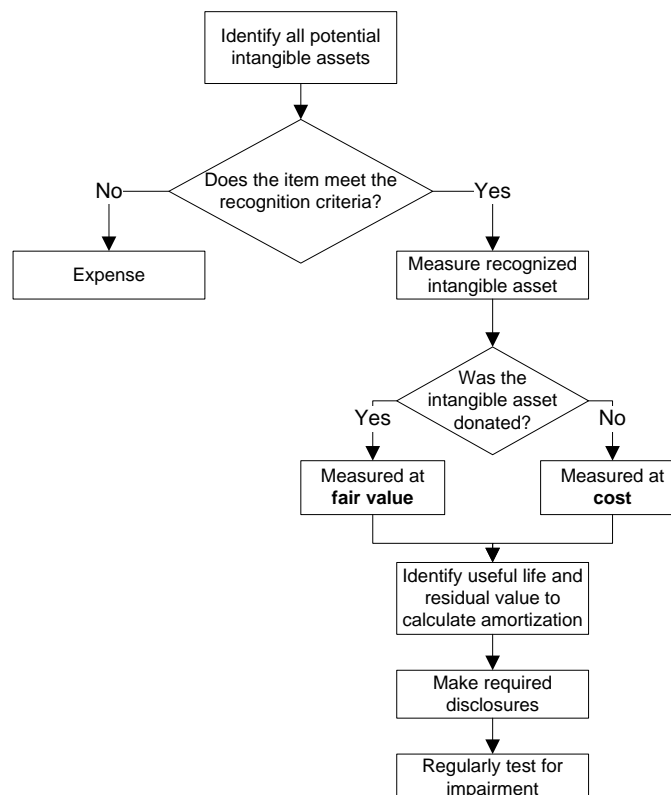 Identify all potential
intangible assets
Does the item meet the
recognition criteria?
No
Yes
Expense
Measure recognized
intangible asset
Was the
intangible asset
donated?
Yes
No
Measured at
fair value
Measured at
cost
Identify useful life and
residual value to
calculate amortization
Make required
disclosures
Regularly test for
impairment